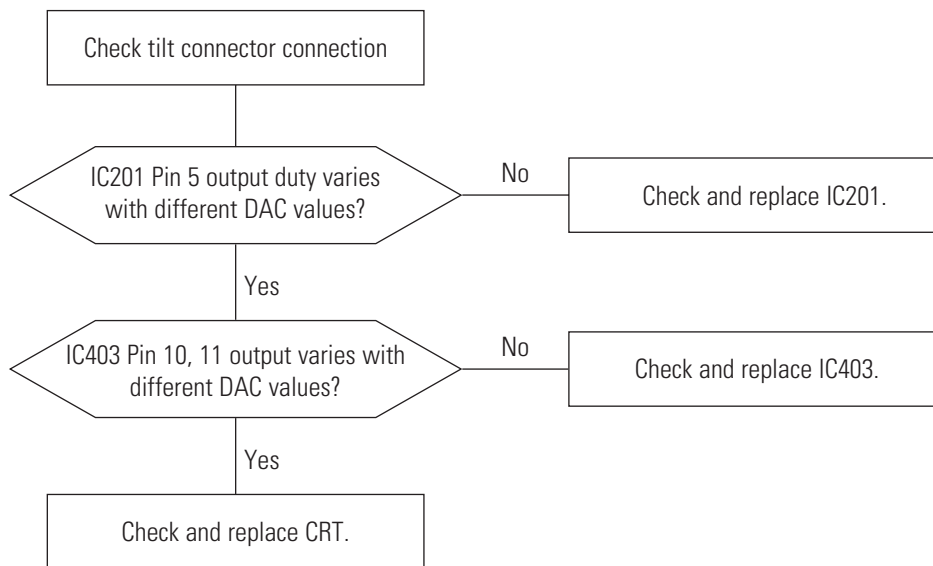 Check tilt connector connection
IC201 Pin 5 output duty varies
with different DAC values?
No
Check and replace IC201.
Yes
IC403 Pin 10, 11 output varies with
different DAC values?
No
Check and replace IC403.
Yes
Check and replace CRT.